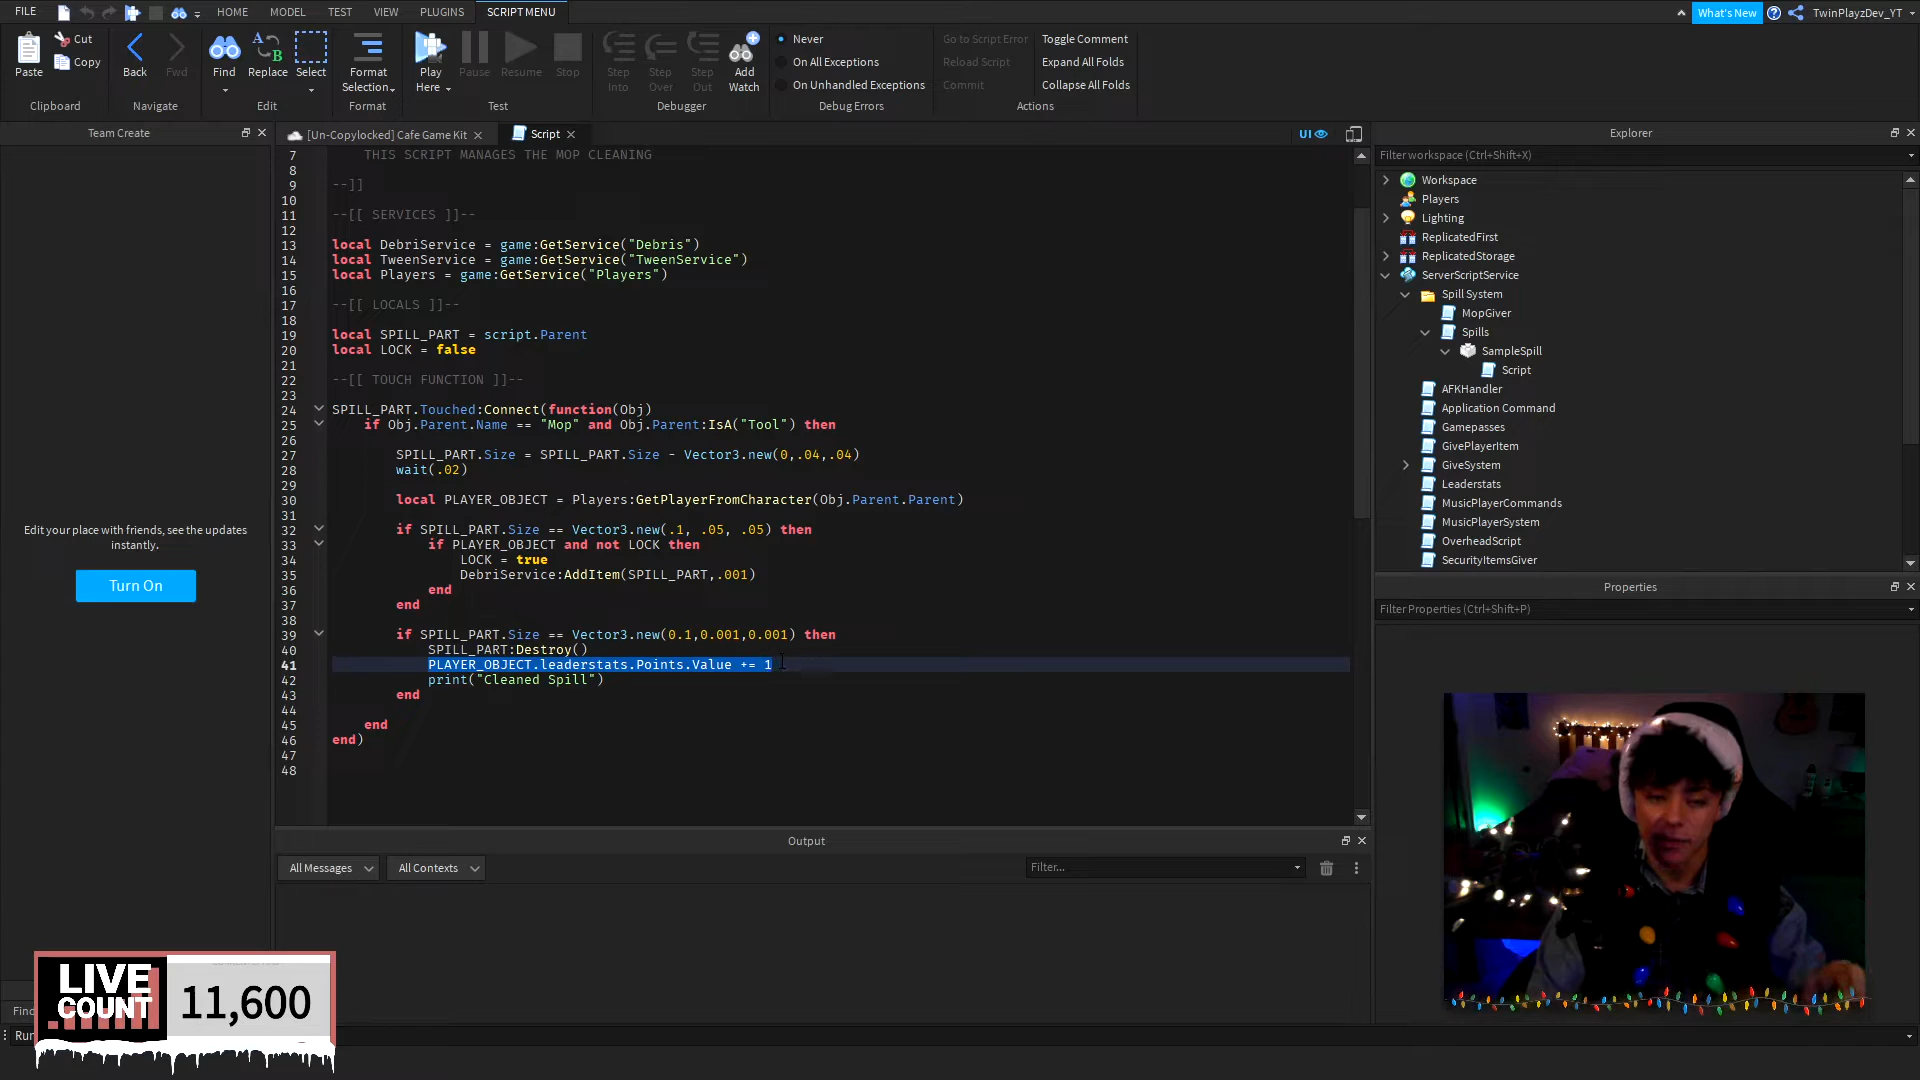 FILE
HOME
MODEL
TEST
VIEW
PLUGINS
SCRIPT MENU
What's New
TwinPlayzDev_YT
Paste
Cut
Copy
Clipboard
Back
Fwd
Navigate
Find
Replace
Select
Edit
Format
Selection
Format
Play
Here
Pause
Resume
Stop
Test
Step
Into
Step
Over
Step
Out
Add
Watch
Debugger
Never
On All Exceptions
On Unhandled Exceptions
Debug Errors
Go to Script Error
Reload Script
Commit
Toggle Comment
Expand All Folds
Collapse All Folds
Actions
Team Create
[Un-Copylocked] Cafe Game Kit
Script
UI
Edit your place with friends, see the updates
instantly.
Turn On
7 THIS SCRIPT MANAGES THE MOP CLEANING
8
9 --]]
10
11 --[[ SERVICES ]]--
12
13 local DebriService = game:GetService("Debris")
14 local TweenService = game:GetService("TweenService")
15 local Players = game:GetService("Players")
16
17 --[[ LOCALS ]]--
18
19 local SPILL_PART = script.Parent
20 local LOCK = false
21
22 --[[ TOUCH FUNCTION ]]--
23
24 SPILL_PART.Touched:Connect(function(Obj)
25 if Obj.Parent.Name == "Mop" and Obj.Parent:IsA("Tool") then
26
27 SPILL_PART.Size = SPILL_PART.Size - Vector3.new(0,.04,.04)
28 wait(.02)
29
30 local PLAYER_OBJECT = Players:GetPlayerFromCharacter(Obj.Parent.Parent)
31
32 if SPILL_PART.Size == Vector3.new(.1, .05, .05) then
33 if PLAYER_OBJECT and not LOCK then
34 LOCK = true
35 DebriService:AddItem(SPILL_PART,.001)
36 end
37 end
38
39 if SPILL_PART.Size == Vector3.new(0.1,0.001,0.001) then
40 SPILL_PART:Destroy()
41 PLAYER_OBJECT.leaderstats.Points.Value += 1
42 print("Cleaned Spill")
43 end
44
45 end
46 end)
47
48
Output
All Messages
All Contexts
Filter...
Explorer
Filter workspace (Ctrl+Shift+X)
Workspace
Players
Lighting
ReplicatedFirst
ReplicatedStorage
ServerScriptService
Spill System
MopGiver
Spills
SampleSpill
Script
AFKHandler
Application Command
Gamepasses
GivePlayerItem
GiveSystem
Leaderstats
MusicPlayerCommands
MusicPlayerSystem
OverheadScript
SecurityItemsGiver
Properties
Filter Properties (Ctrl+Shift+P)
LIVE
COUNT
11,600
Find
Run